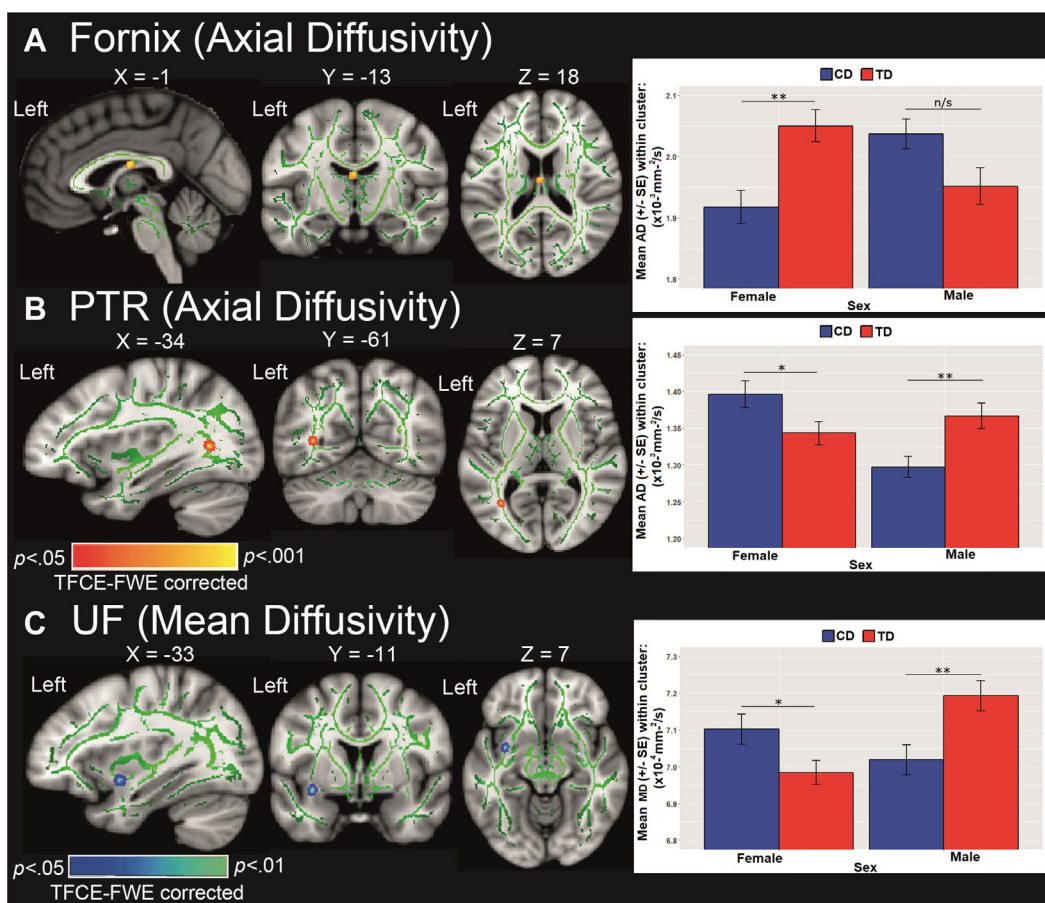 A Fornix (Axial Diffusivity)
X = -1
Y = -13
Z = 18
Left
Left
Left
CD TD
Mean AD (+/- SE) within cluster:
(x10-³mm-²/s)
2.1
2.0
1.9
1.8
**
n/s
Female
Male
Sex
B PTR (Axial Diffusivity)
X = -34
Y = -61
Z = 7
Left
Left
Left
p<.05
p<.001
TFCE-FWE corrected
CD TD
Mean AD (+/- SE) within cluster:
(x10-³mm-²/s)
1.45
1.40
1.35
1.30
1.25
1.20
*
**
Female
Male
Sex
C UF (Mean Diffusivity)
X = -33
Y = -11
Z = 7
Left
Left
Left
p<.05
p<.01
TFCE-FWE corrected
CD TD
Mean MD (+/- SE) within cluster:
(x10-⁴mm-²/s)
7.3
7.2
7.1
7.0
6.9
6.8
*
**
Female
Male
Sex